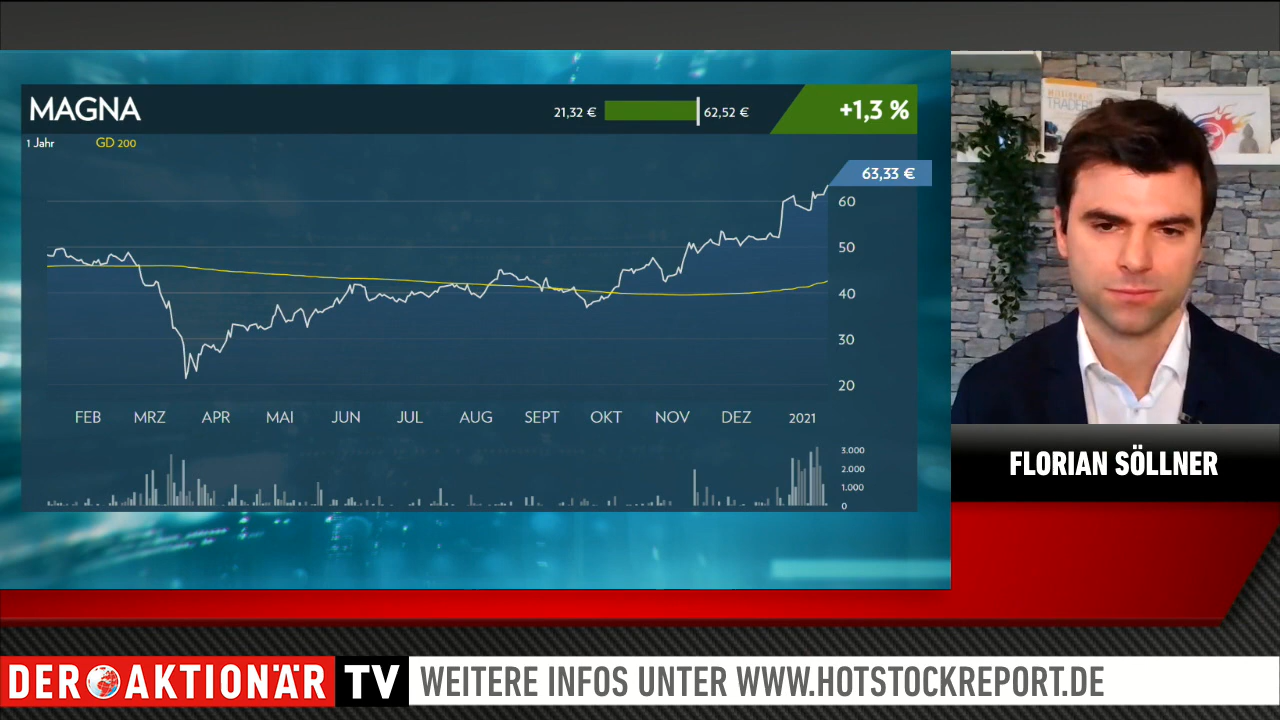 MAGNA
21,32 € 62,52 €
+1,3 %
1 Jahr GD 200
63,33 €
60
50
40
30
20
FEB MRZ APR MAI JUN JUL AUG SEPT OKT NOV DEZ 2021
3.000
2.000
1.000
0
TRADER
FLORIAN SÖLLNER
DER AKTIONÄR TV
WEITERE INFOS UNTER WWW.HOTSTOCKREPORT.DE